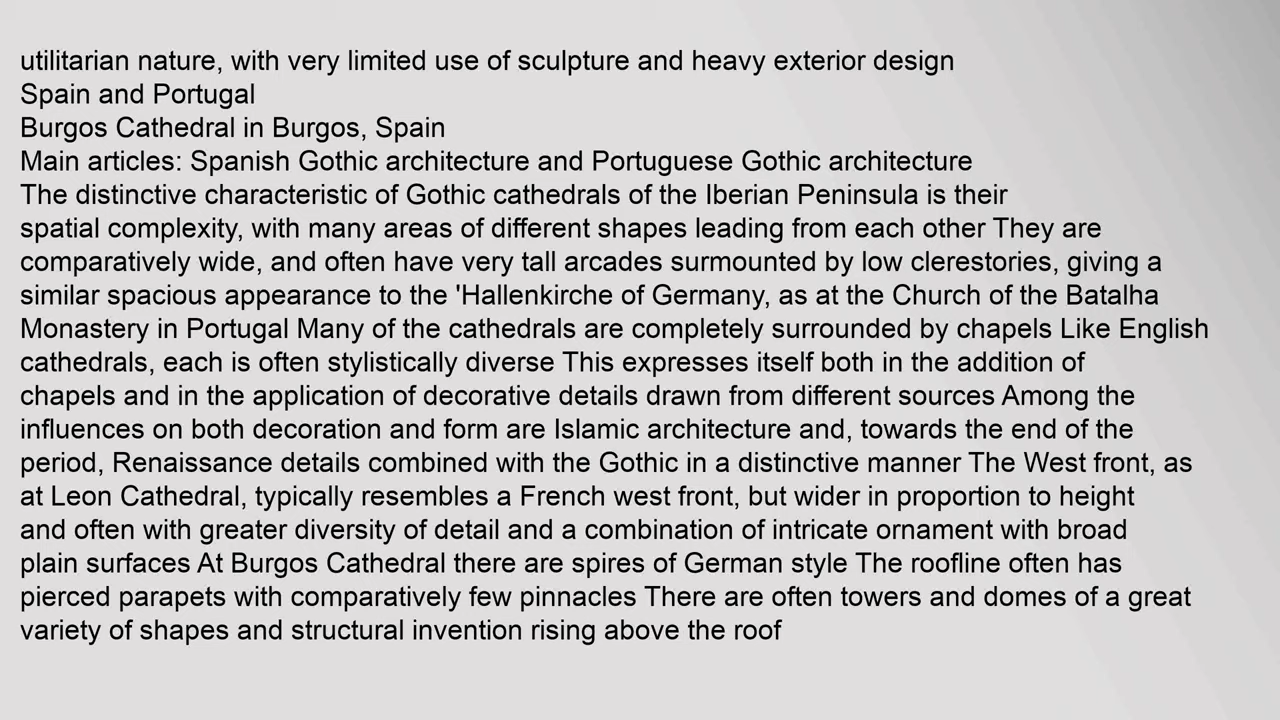 utilitarian nature, with very limited use of sculpture and heavy exterior design
Spain and Portugal
Burgos Cathedral in Burgos, Spain
Main articles: Spanish Gothic architecture and Portuguese Gothic architecture
The distinctive characteristic of Gothic cathedrals of the Iberian Peninsula is their
spatial complexity, with many areas of different shapes leading from each other They are
comparatively wide, and often have very tall arcades surmounted by low clerestories, giving a
similar spacious appearance to the 'Hallenkirche of Germany, as at the Church of the Batalha
Monastery in Portugal Many of the cathedrals are completely surrounded by chapels Like English
cathedrals, each is often stylistically diverse This expresses itself both in the addition of
chapels and in the application of decorative details drawn from different sources Among the
influences on both decoration and form are Islamic architecture and, towards the end of the
period, Renaissance details combined with the Gothic in a distinctive manner The West front, as
at Leon Cathedral, typically resembles a French west front, but wider in proportion to height
and often with greater diversity of detail and a combination of intricate ornament with broad
plain surfaces At Burgos Cathedral there are spires of German style The roofline often has
pierced parapets with comparatively few pinnacles There are often towers and domes of a great
variety of shapes and structural invention rising above the roof